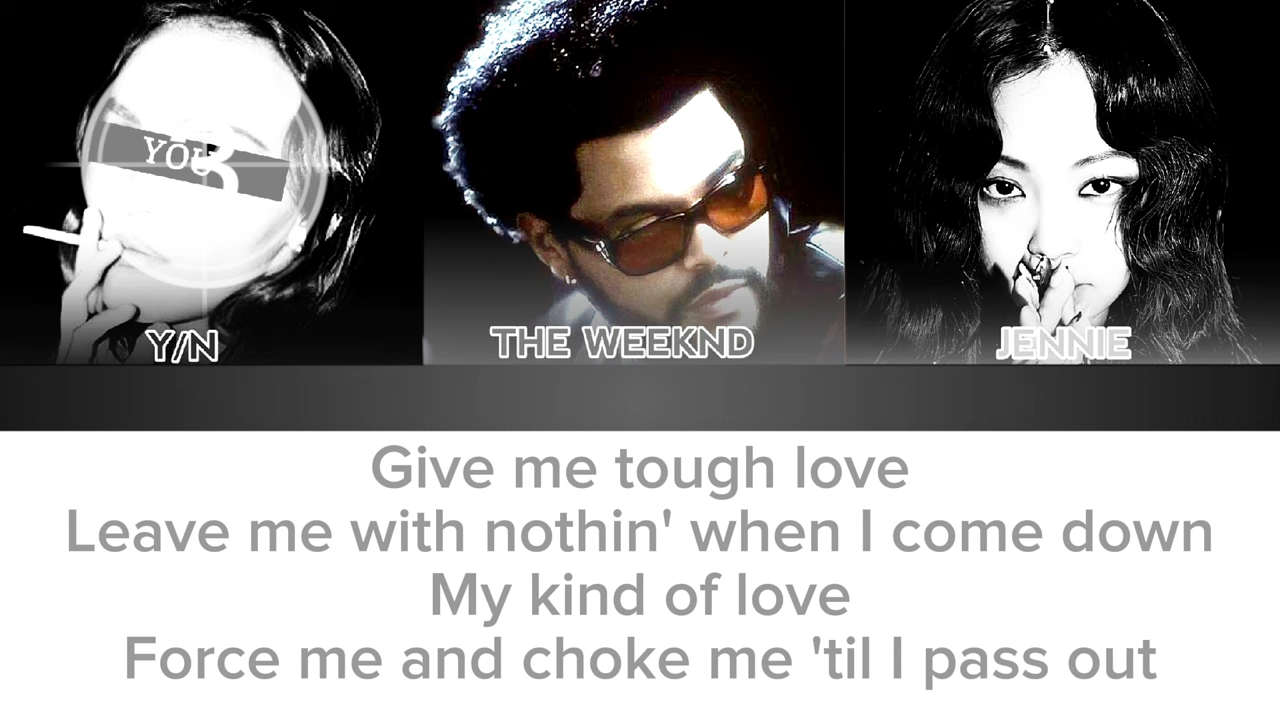 YOU
3
Y/N
THE WEEKND
JENNIE
Give me tough love
Leave me with nothin' when I come down
My kind of love
Force me and choke me 'til I pass out